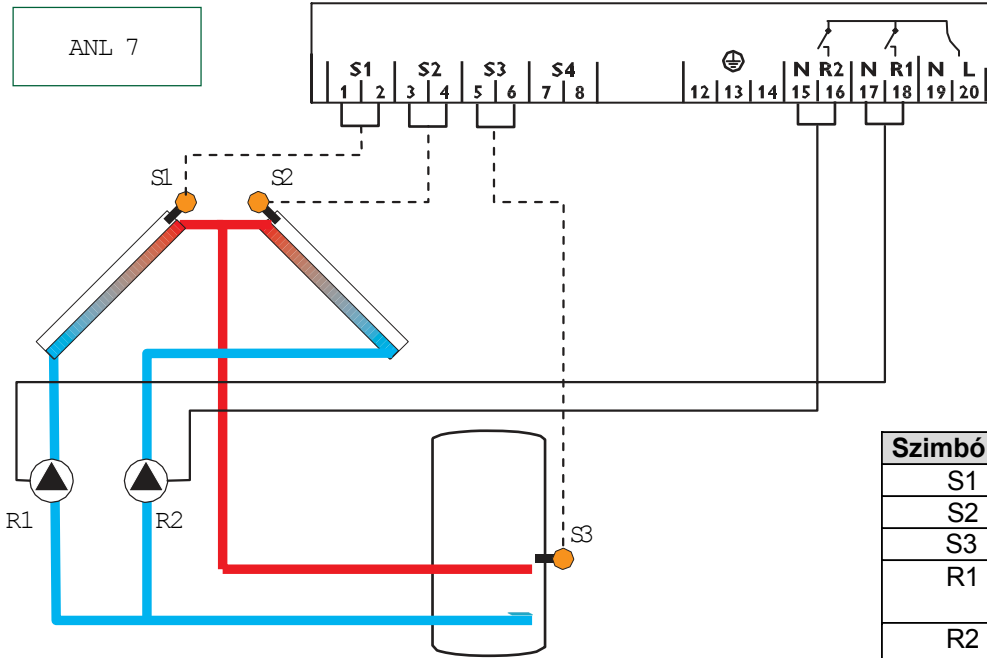 ANL 7
S1 S2 S3 S4 N R2 N R1 N L
1 2 3 4 5 6 7 8 12 13 14 15 16 17 18 19 20
S1 S2
R1 R2
S3
Szimbó
S1
S2
S3
R1
R2